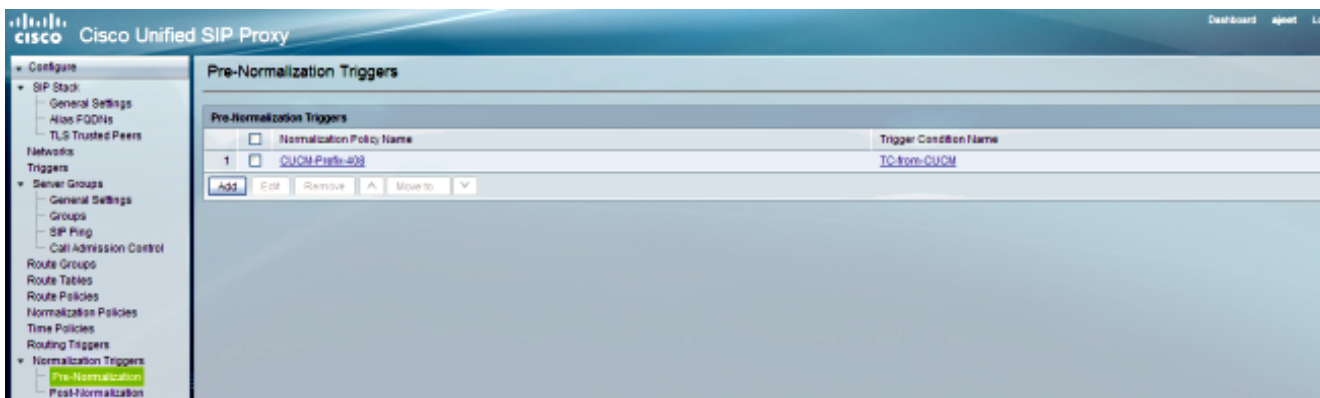 Dashboard ajeet
CISCO Cisco Unified SIP Proxy
Configure
SIP Stack
General Settings
Alias FQDNs
TLS Trusted Peers
Networks
Triggers
Server Groups
General Settings
Groups
SIP Ping
Call Admission Control
Route Groups
Route Tables
Route Policies
Normalization Policies
Time Policies
Routing Triggers
Normalization Triggers
Pre-Normalization
Post-Normalization
Pre-Normalization Triggers
Pre-Normalization Triggers
Normalization Policy Name Trigger Condition Name
1 CUCM-Prefix-408 TC-from-CUCM
Add Edit Remove Move to